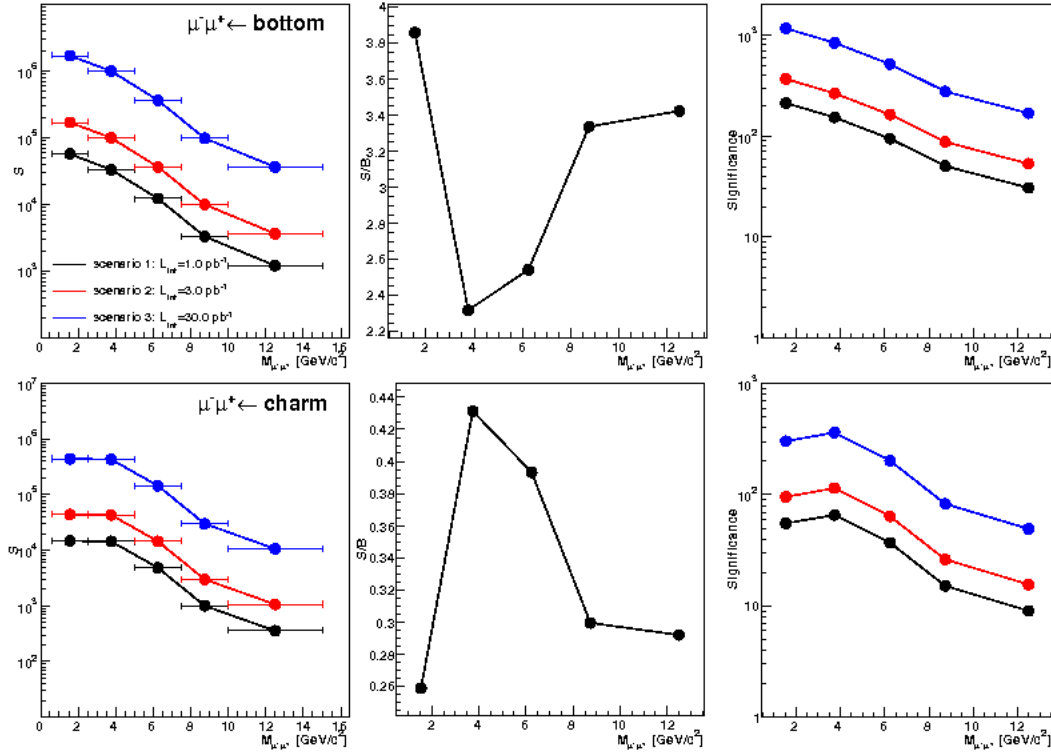 μ⁻μ⁺← bottom
S
10⁶
10⁵
10⁴
10³
scenario 1: L_int=1.0 pb⁻¹
scenario 2: L_int=3.0 pb⁻¹
scenario 3: L_int=30.0 pb⁻¹
0 2 4 6 8 10 12 14 16
[GeV/c²]
S/B
4
3.8
3.6
3.4
3.2
3
2.8
2.6
2.4
2.2
2 4 6 8 10 12
[GeV/c²]
Significance
10³
10²
10
1
2 4 6 8 10 12
[GeV/c²]
μ⁻μ⁺← charm
S
10⁷
10⁶
10⁵
10⁴
10³
10²
0 2 4 6 8 10 12 14 16
[GeV/c²]
S/B
0.44
0.42
0.4
0.38
0.36
0.34
0.32
0.3
0.28
0.26
2 4 6 8 10 12
[GeV/c²]
Significance
10³
10²
10
1
2 4 6 8 10 12
[GeV/c²]